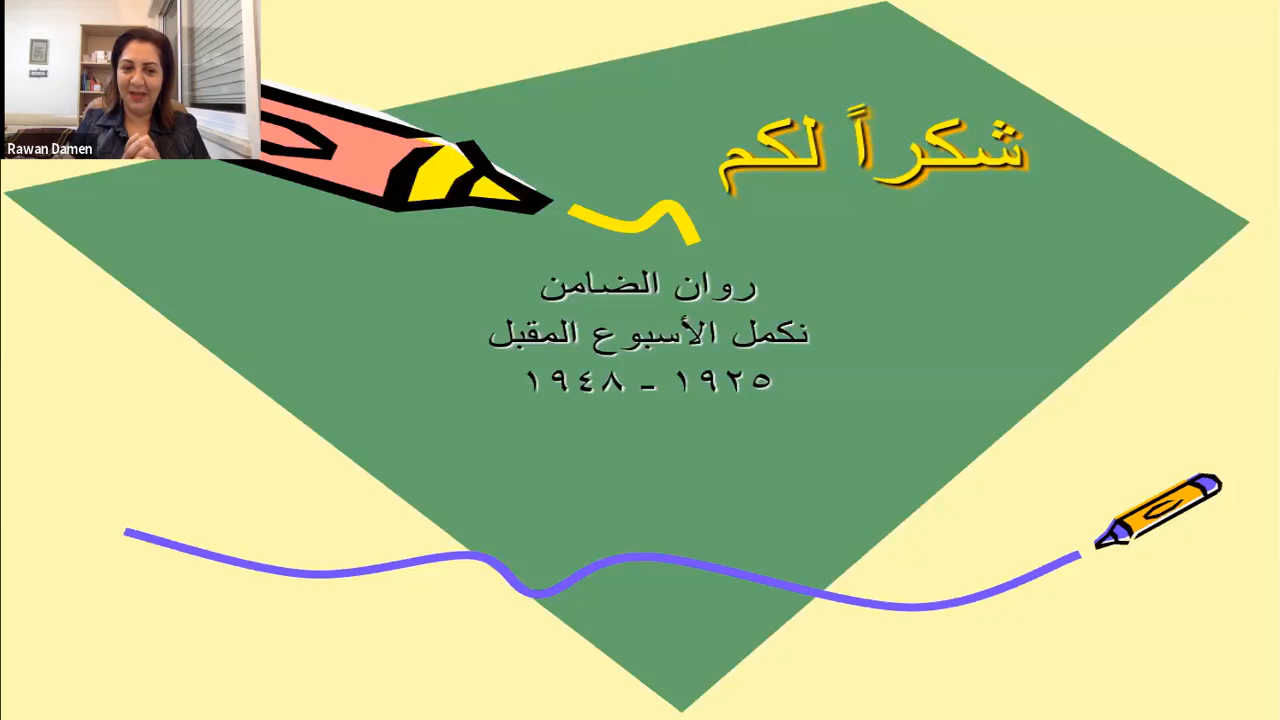 Rawan Damen
شكراً لكم
روان الضامن
نكمل الأسبوع المقبل
١٩٢٥ - ١٩٤٨